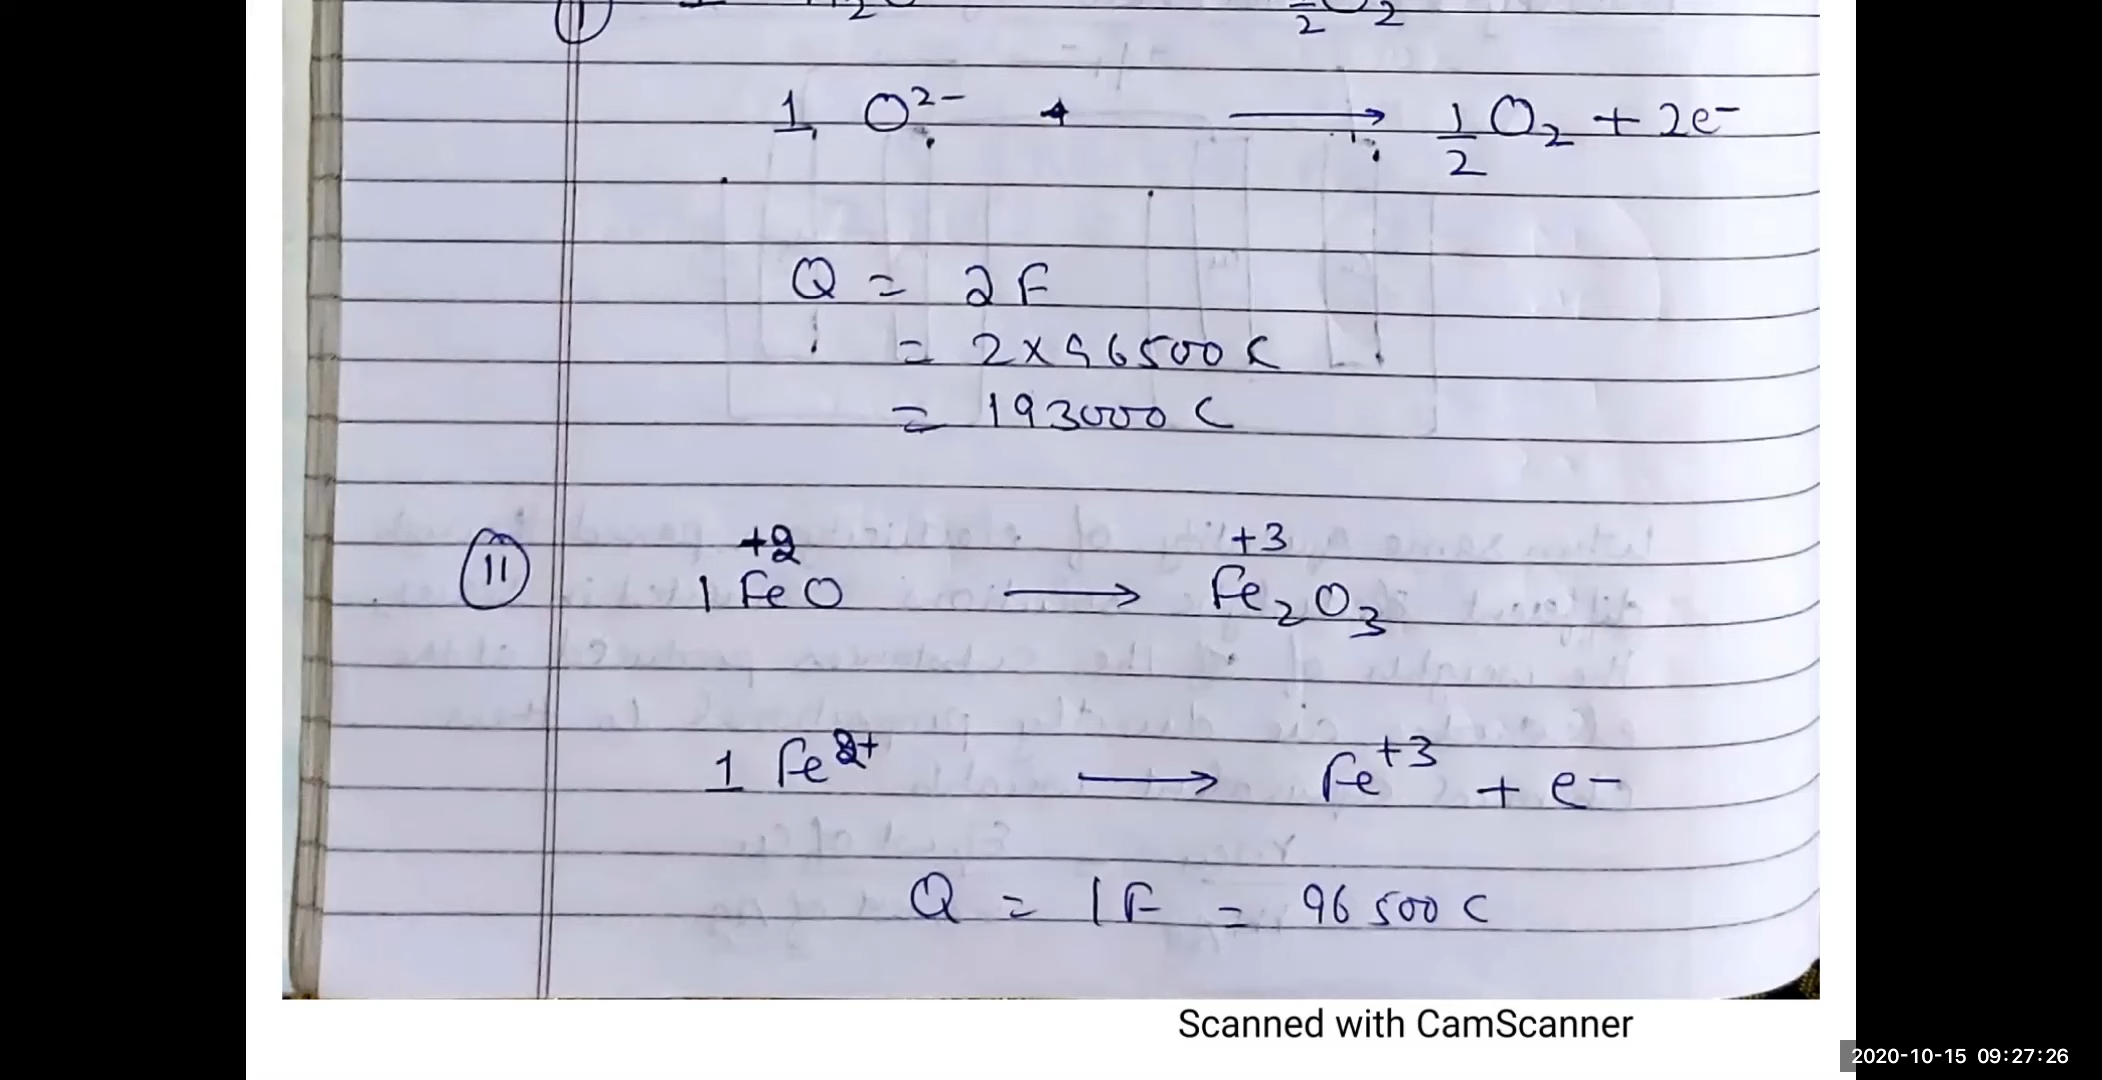 1 O²⁻ → 1/2 O₂ + 2e⁻
Q = 2F
= 2×96500 C
= 193000 C
(11) +2 +3
1 FeO → Fe₂O₃
1 Fe²⁺ → Fe⁺³ + e⁻
Q = 1F = 96500 C
Scanned with CamScanner
2020-10-15 09:27:26